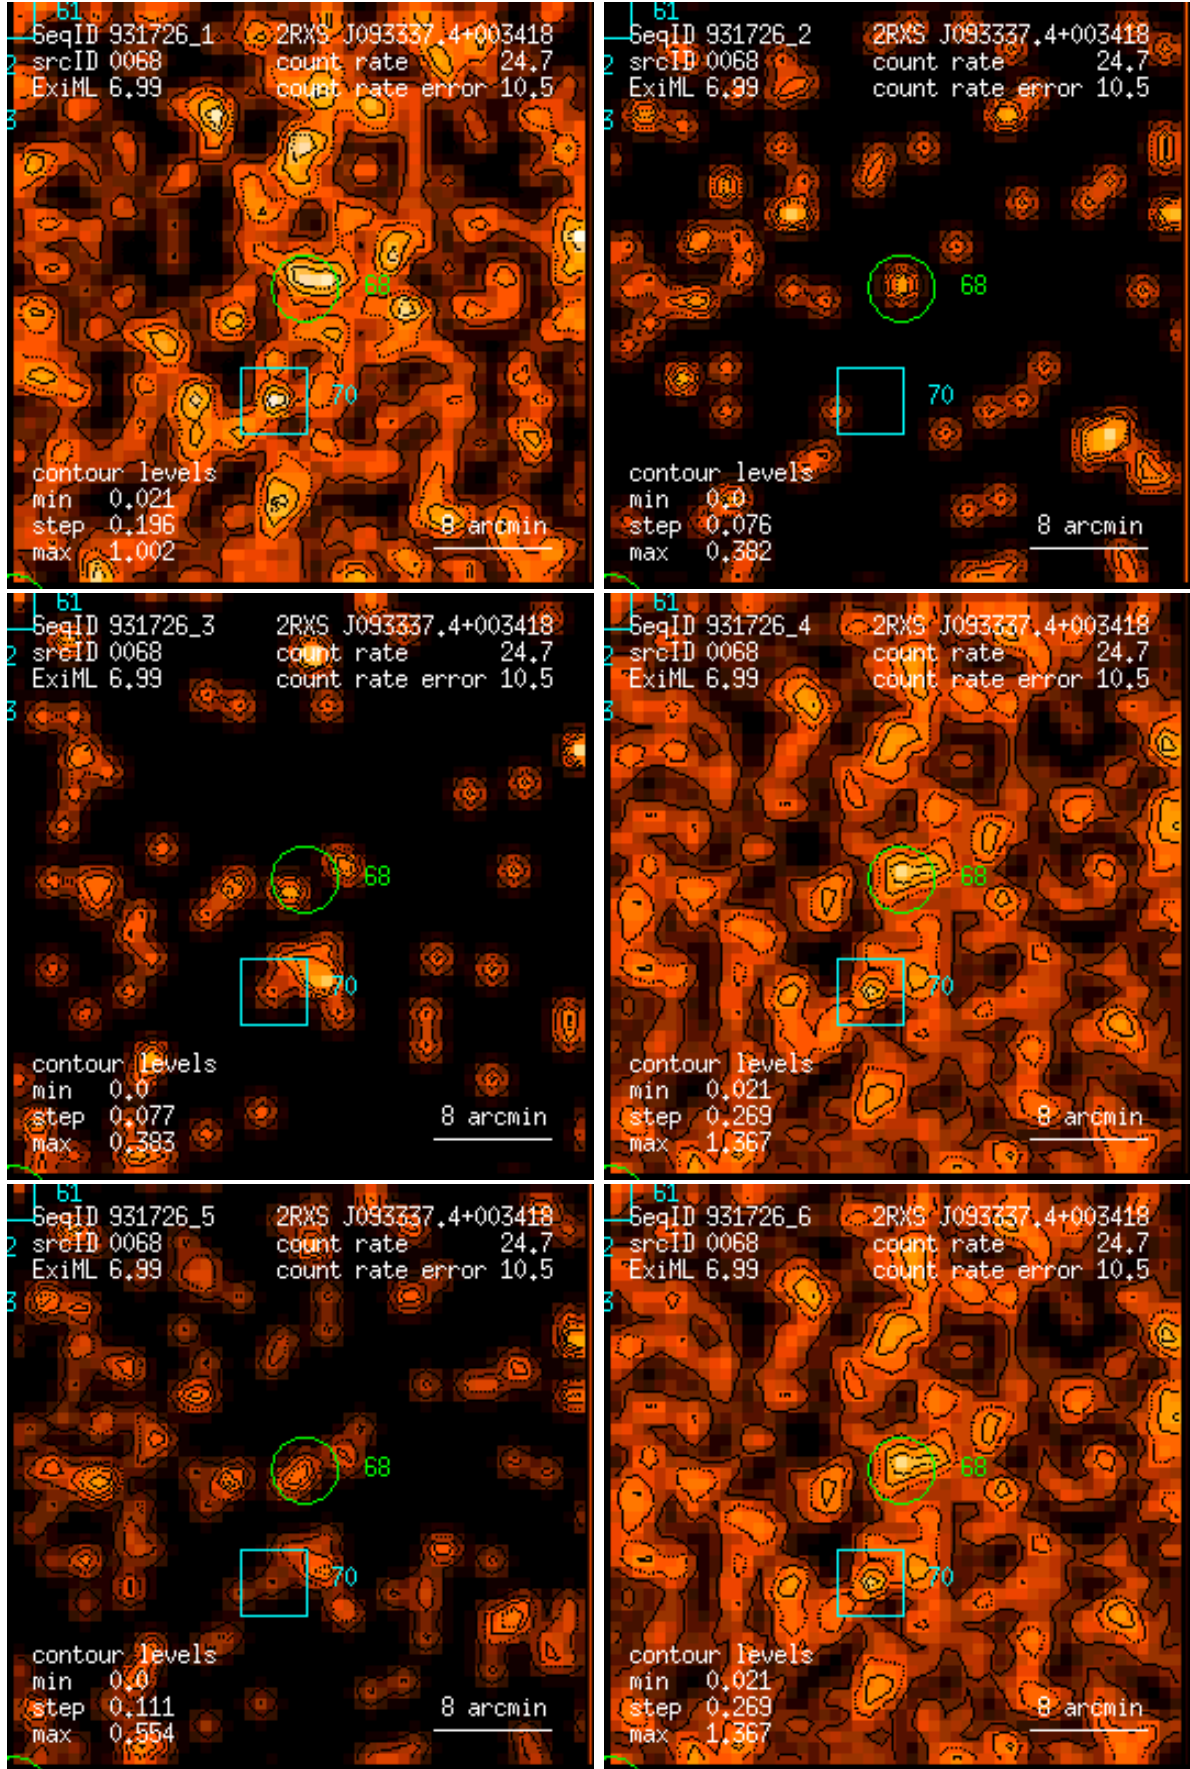 61
SeqID 931726_1 2RXS J093337.4+003418
2 srcID 0068 count rate 24.7
ExiML 6.99 count rate error 10.5
3
68
70
contour levels
min 0.021
step 0.196 8 arcmin
max 1.002
61
SeqID 931726_2 2RXS J093337.4+003418
2 srcID 0068 count rate 24.7
ExiML 6.99 count rate error 10.5
3
68
70
contour levels
min 0.0
step 0.076 8 arcmin
max 0.382
61
SeqID 931726_3 2RXS J093337.4+003418
2 srcID 0068 count rate 24.7
ExiML 6.99 count rate error 10.5
3
68
70
contour levels
min 0.0
step 0.077 8 arcmin
max 0.383
61
SeqID 931726_4 2RXS J093337.4+003418
2 srcID 0068 count rate 24.7
ExiML 6.99 count rate error 10.5
3
68
70
contour levels
min 0.021
step 0.269 8 arcmin
max 1.367
61
SeqID 931726_5 2RXS J093337.4+003418
2 srcID 0068 count rate 24.7
ExiML 6.99 count rate error 10.5
3
68
70
contour levels
min 0.0
step 0.111 8 arcmin
max 0.554
61
SeqID 931726_6 2RXS J093337.4+003418
2 srcID 0068 count rate 24.7
ExiML 6.99 count rate error 10.5
3
68
70
contour levels
min 0.021
step 0.269 8 arcmin
max 1.367